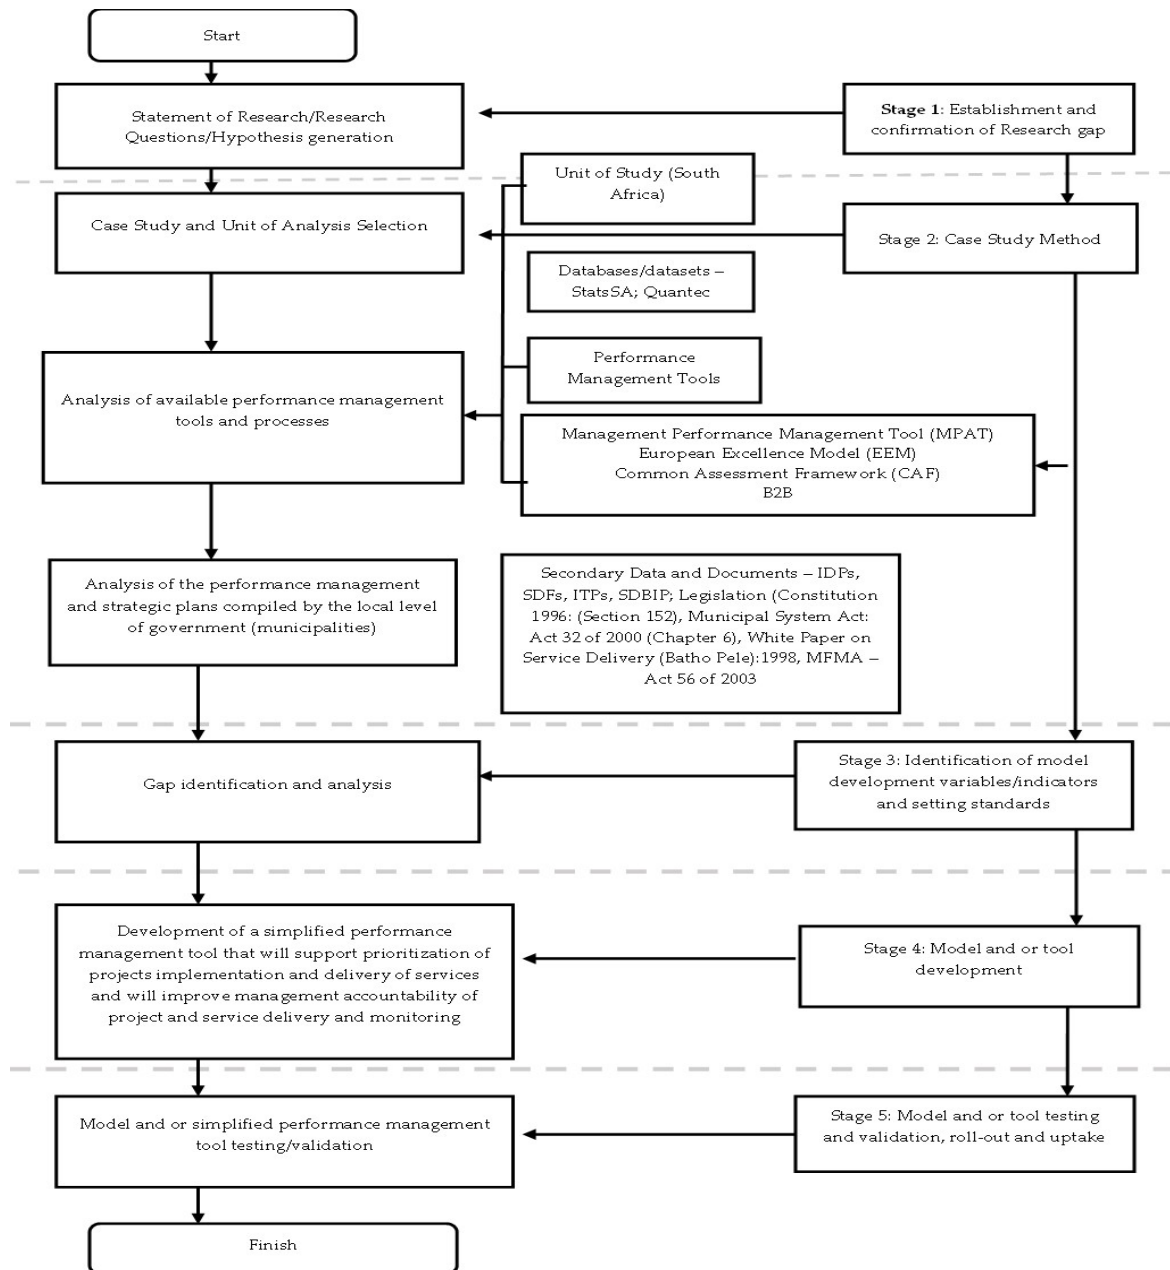 Start
Statement of Research/Research
Questions/Hypothesis generation
Stage 1: Establishment and
confirmation of Research gap
Unit of Study (South
Africa)
Case Study and Unit of Analysis Selection
Stage 2: Case Study Method
Databases/datasets –
StatsSA; Quantec
Performance
Management Tools
Analysis of available performance management
tools and processes
Management Performance Management Tool (MPAT)
European Excellence Model (EEM)
Common Assessment Framework (CAF)
B2B
Analysis of the performance management
and strategic plans compiled by the local level
of government (municipalities)
Secondary Data and Documents – IDPs,
SDFs, ITPs, SDBIP; Legislation (Constitution
1996: (Section 152), Municipal System Act:
Act 32 of 2000 (Chapter 6), White Paper on
Service Delivery (Batho Pele):1998, MFMA –
Act 56 of 2003
Gap identification and analysis
Stage 3: Identification of model
development variables/indicators
and setting standards
Development of a simplified performance
management tool that will support prioritization of
projects implementation and delivery of services
and will improve management accountability of
project and service delivery and monitoring
Stage 4: Model and or tool
development
Model and or simplified performance management
tool testing/validation
Stage 5: Model and or tool testing
and validation, roll-out and uptake
Finish